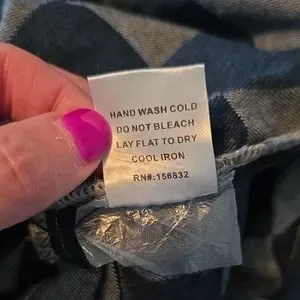 HAND WASH COLD
DO NOT BLEACH
LAY FLAT TO DRY
COOL IRON
RN#:156832